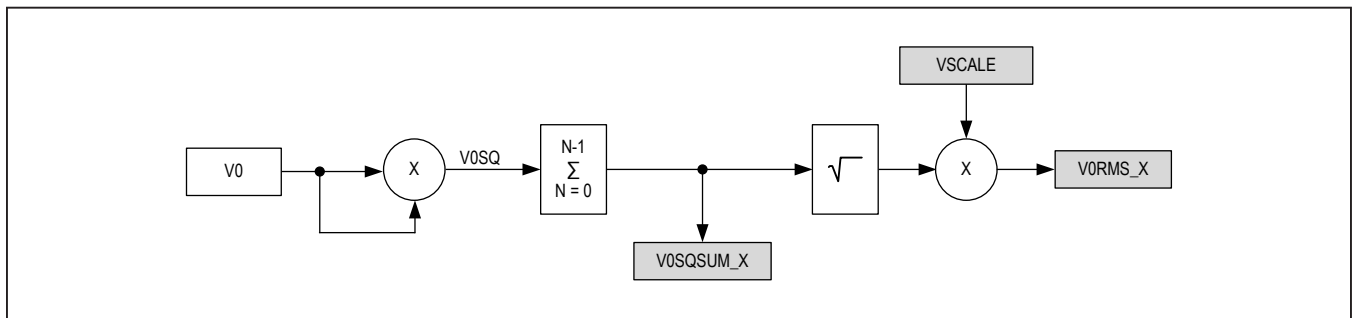 VSCALE
V0
X
V0SQ
N-1
Σ
N = 0
√
X
V0RMS_X
V0SQSUM_X